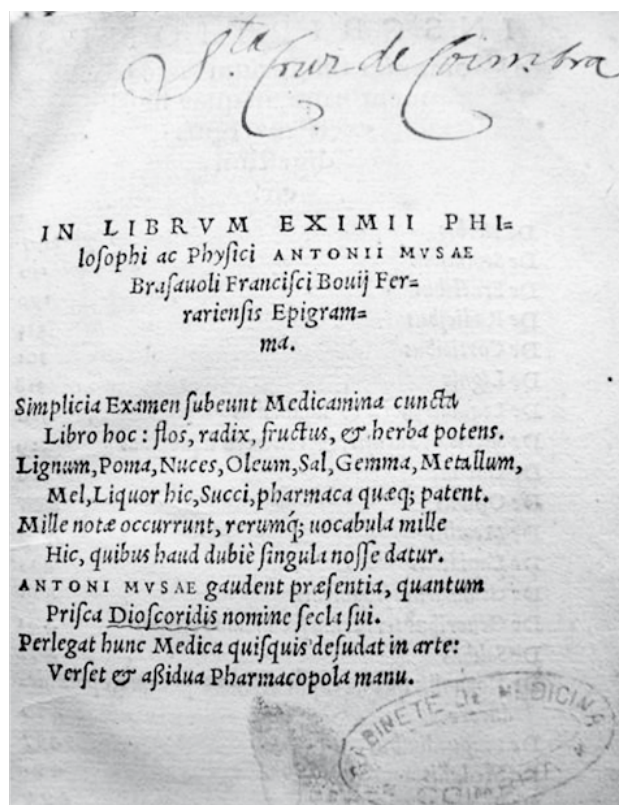 S.ta Cruz de Coimbra
IN LIBRVM EXIMII PHI=
losophi ac Physici ANTONII MVSAE
Brasauoli Francisci Bouij Fer=
rariensis Epigram=
ma.
Simplicia Examen subeunt Medicamina cuncta
Libro hoc: flos, radix, fructus, & herba potens.
Lignum, Poma, Nuces, Oleum, Sal, Gemma, Metallum,
Mel, Liquor hic, Succi, pharmaca quæq; patent.
Mille notæ occurrunt, rerumq́; uocabula mille
Hic, quibus haud dubiè singula nosse datur.
ANTONI MVSAE gaudent præsentia, quantum
Prisca Dioscoridis nomine secla sui.
Perlegat hunc Medica quisquis desudat in arte:
Verset & aßidua Pharmacopola manu.
GABINETE DE MEDICINA